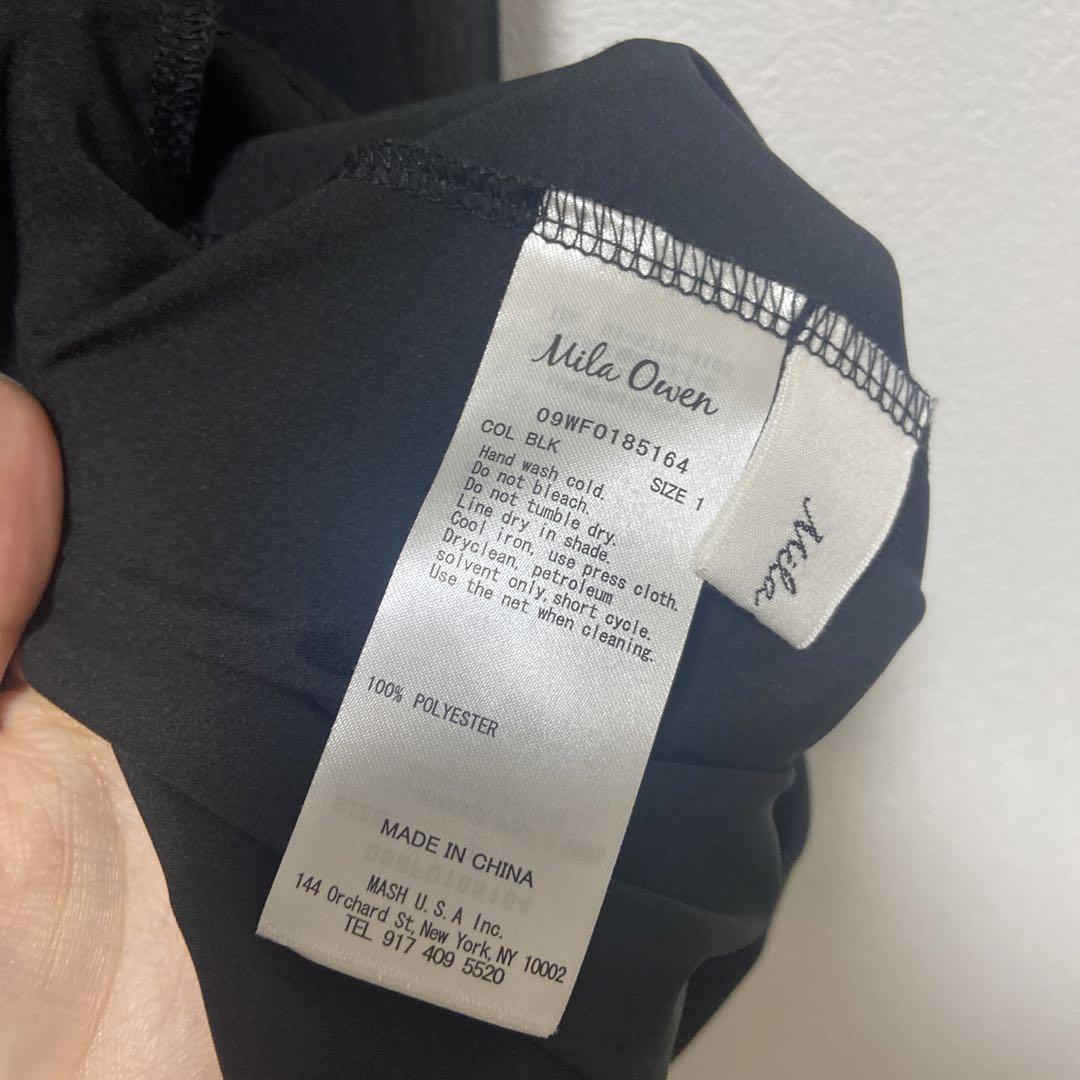 Mila Owen
09WFO185164
COL BLK SIZE 1
Hand wash cold.
Do not bleach.
Do not tumble dry.
Line dry in shade.
Cool iron, use press cloth.
Dryclean, petroleum
solvent only, short cycle.
Use the net when cleaning.
100% POLYESTER
MADE IN CHINA
MASH U.S.A Inc.
144 Orchard St, New York, NY 10002
TEL 917 409 5520
Mila